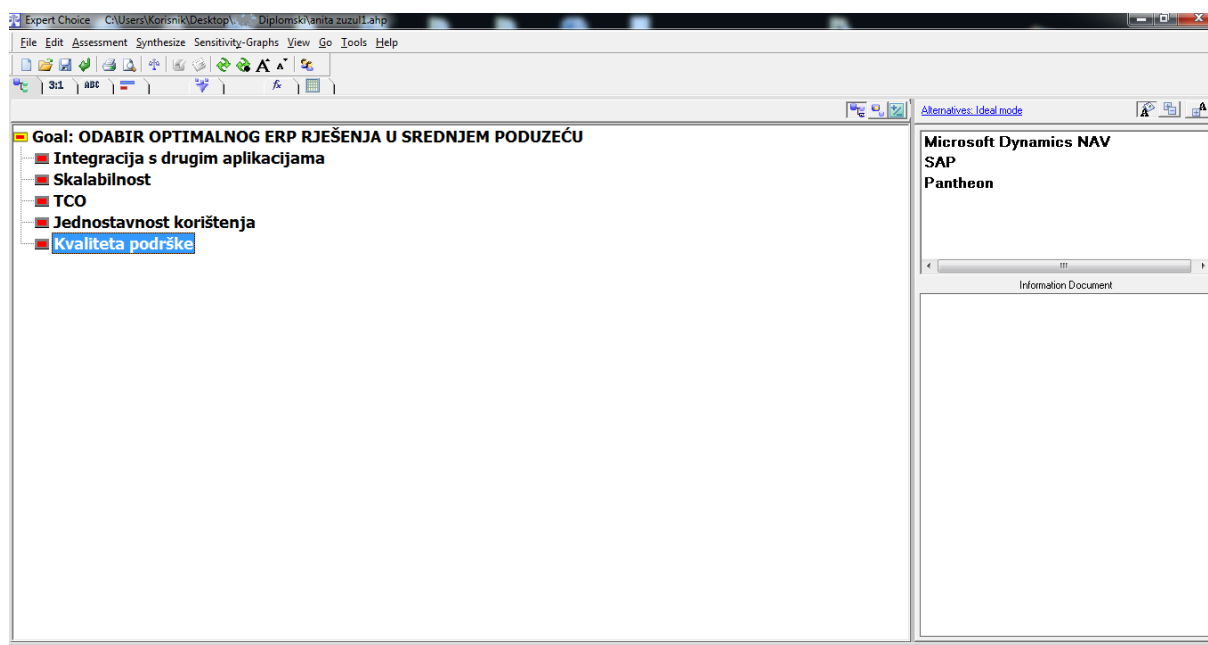 Expert Choice C:\Users\Korisnik\Desktop\. Diplomski\anita zuzul1.ahp
File Edit Assessment Synthesize Sensitivity-Graphs View Go Tools Help
3:1 ABC fx
Alternatives: Ideal mode
Goal: ODABIR OPTIMALNOG ERP RJEŠENJA U SREDNJEM PODUZEĆU
Integracija s drugim aplikacijama
Skalabilnost
TCO
Jednostavnost korištenja
Kvaliteta podrške
Microsoft Dynamics NAV
SAP
Pantheon
Information Document